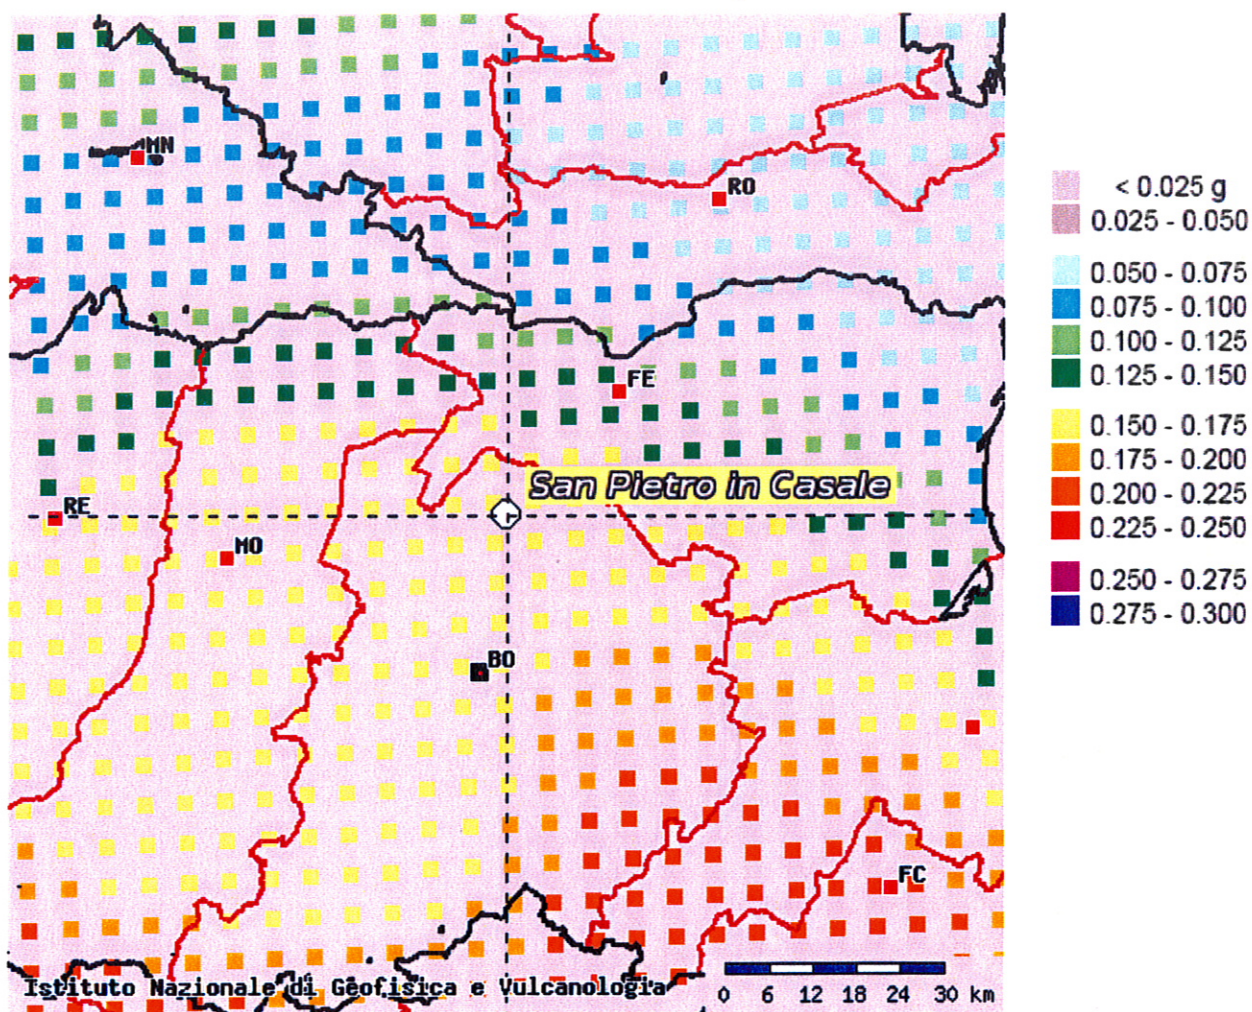 MN
RO
FE
San Pietro in Casale
RE
MO
BO
FC
Istituto Nazionale di Geofisica e Vulcanologia
0 6 12 18 24 30 km
< 0.025 g
0.025 - 0.050
0.050 - 0.075
0.075 - 0.100
0.100 - 0.125
0.125 - 0.150
0.150 - 0.175
0.175 - 0.200
0.200 - 0.225
0.225 - 0.250
0.250 - 0.275
0.275 - 0.300